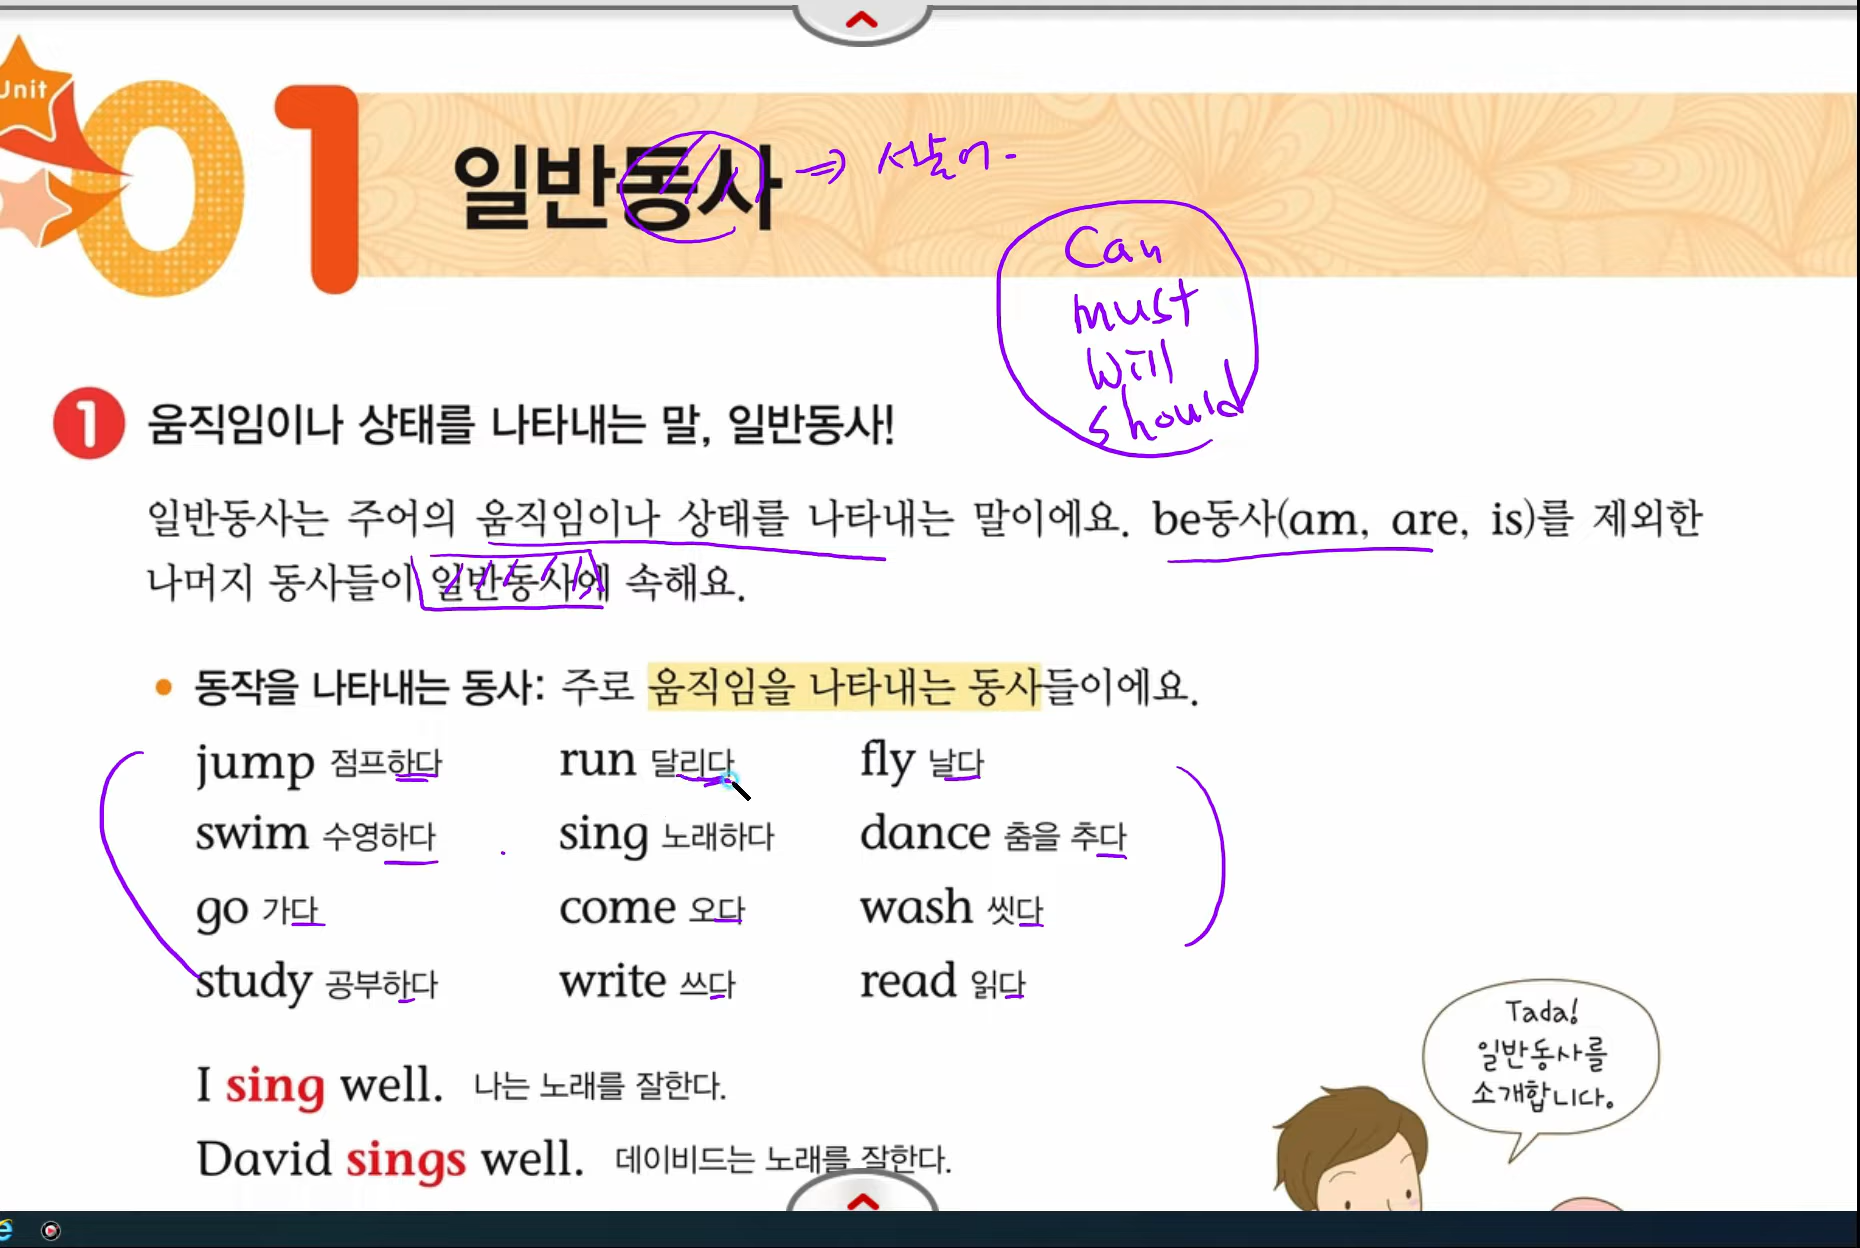 Unit
01
일반동사 ⇒ 서술어.
Can
must
will
should
1 움직임이나 상태를 나타내는 말, 일반동사!
일반동사는 주어의 움직임이나 상태를 나타내는 말이에요. be동사(am, are, is)를 제외한
나머지 동사들이 일반동사에 속해요.
• 동작을 나타내는 동사: 주로 움직임을 나타내는 동사들이에요.
jump 점프하다 run 달리다 fly 날다
swim 수영하다 sing 노래하다 dance 춤을 추다
go 가다 come 오다 wash 씻다
study 공부하다 write 쓰다 read 읽다
I sing well. 나는 노래를 잘한다.
David sings well. 데이비드는 노래를 잘한다.
Tada!
일반동사를
소개합니다.